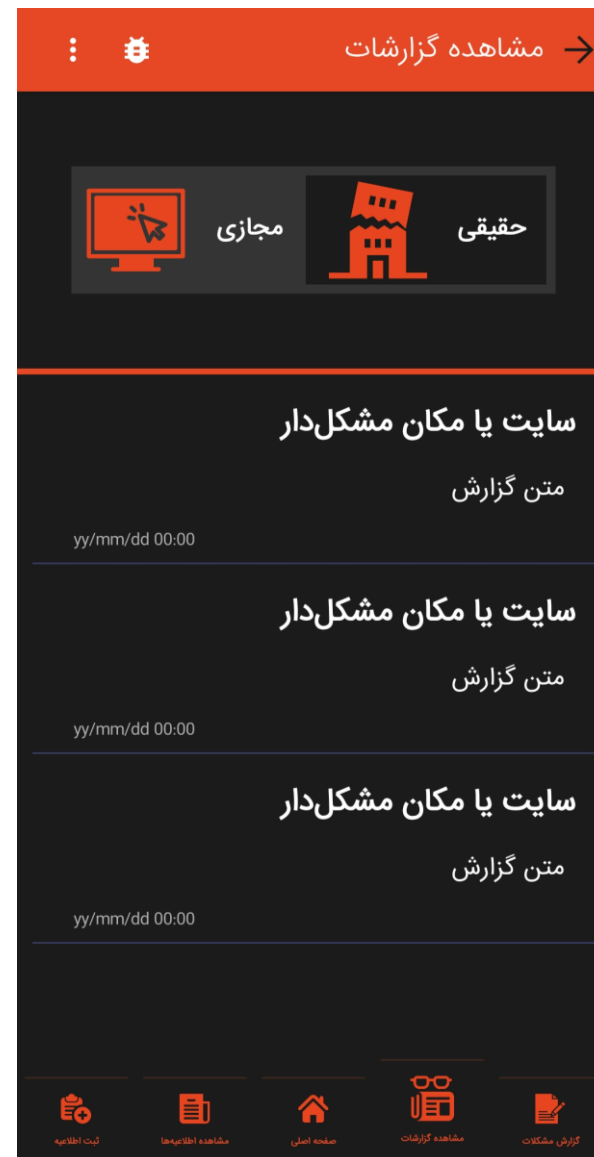 مشاهده گزارشات
حقیقی
مجازی
سایت یا مکان مشکل‌دار
متن گزارش
yy/mm/dd 00:00
سایت یا مکان مشکل‌دار
متن گزارش
yy/mm/dd 00:00
سایت یا مکان مشکل‌دار
متن گزارش
yy/mm/dd 00:00
گزارش مشکلات
مشاهده گزارشات
صفحه اصلی
مشاهده اطلاعیه‌ها
ثبت اطلاعیه